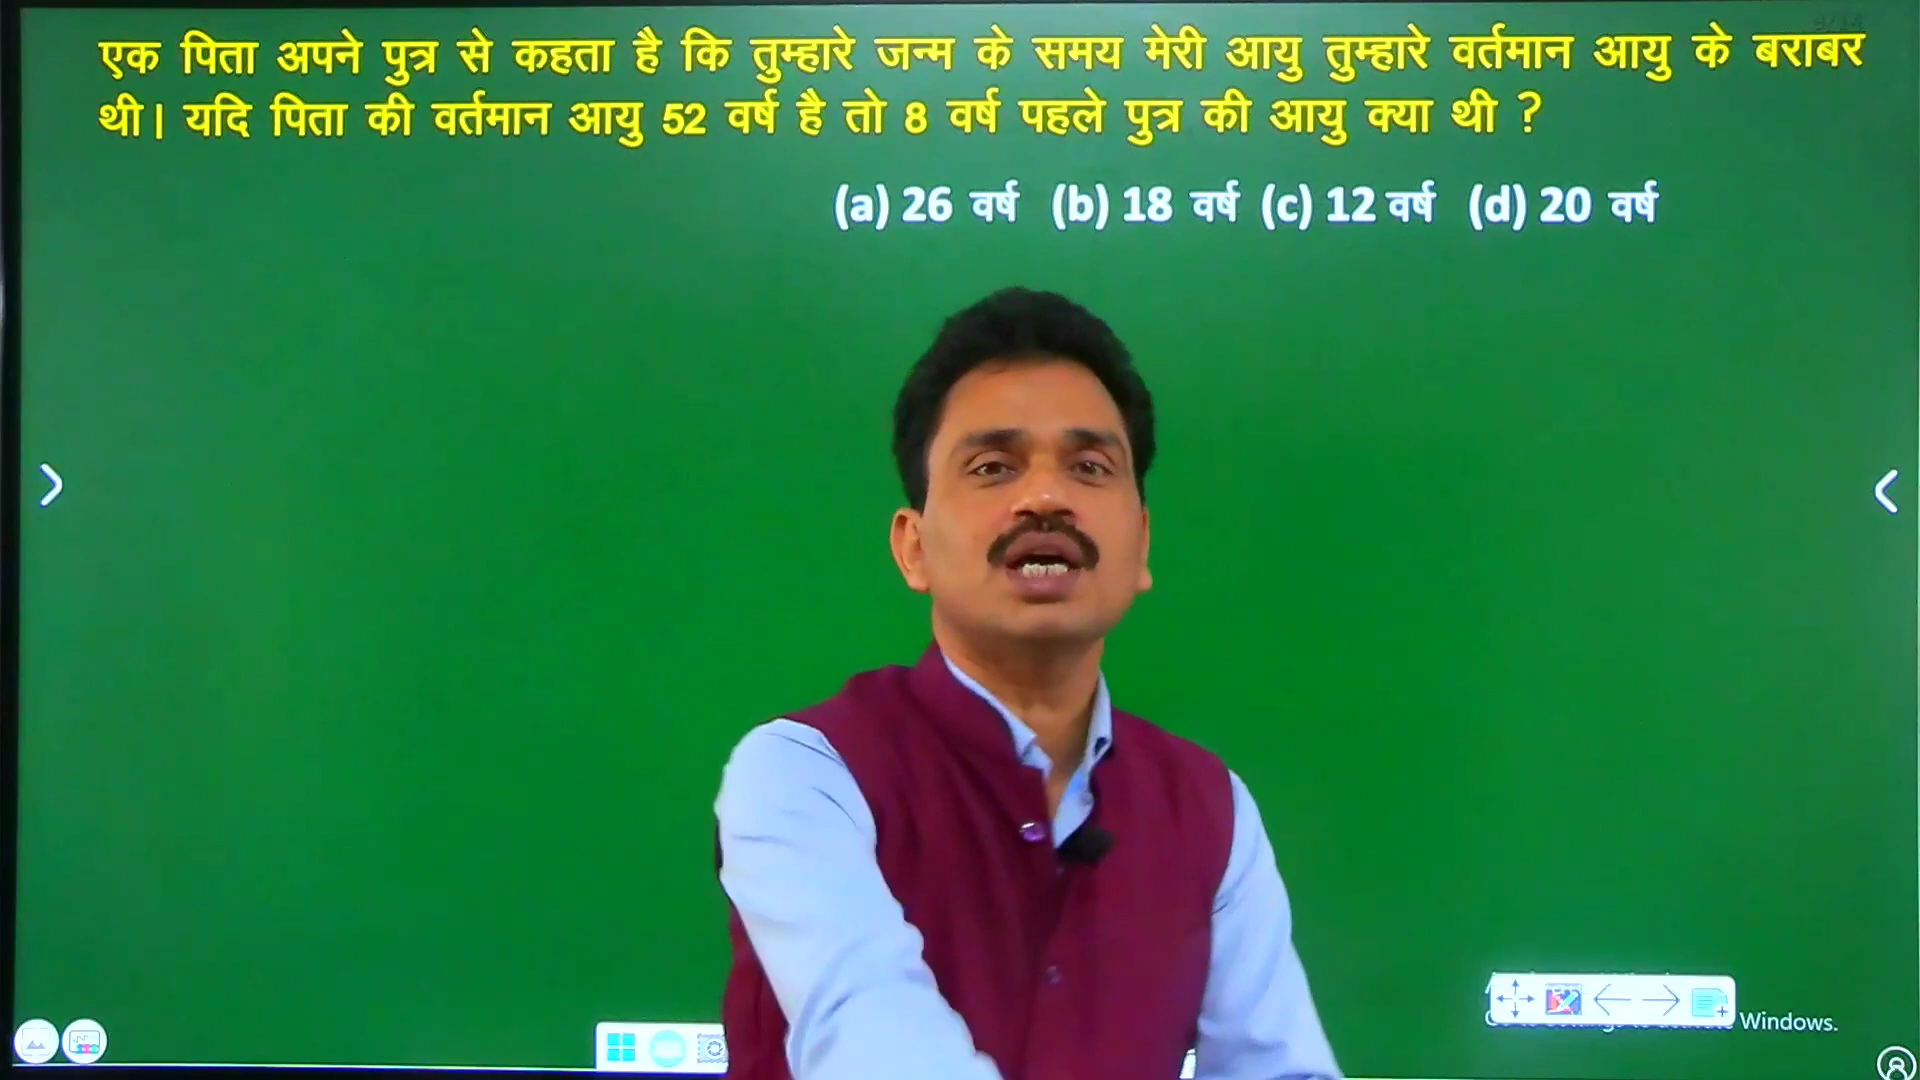 एक पिता अपने पुत्र से कहता है कि तुम्हारे जन्म के समय मेरी आयु तुम्हारे वर्तमान आयु के बराबर
थी। यदि पिता की वर्तमान आयु 52 वर्ष है तो 8 वर्ष पहले पुत्र की आयु क्या थी ?
(a) 26 वर्ष (b) 18 वर्ष (c) 12 वर्ष (d) 20 वर्ष
Windows.